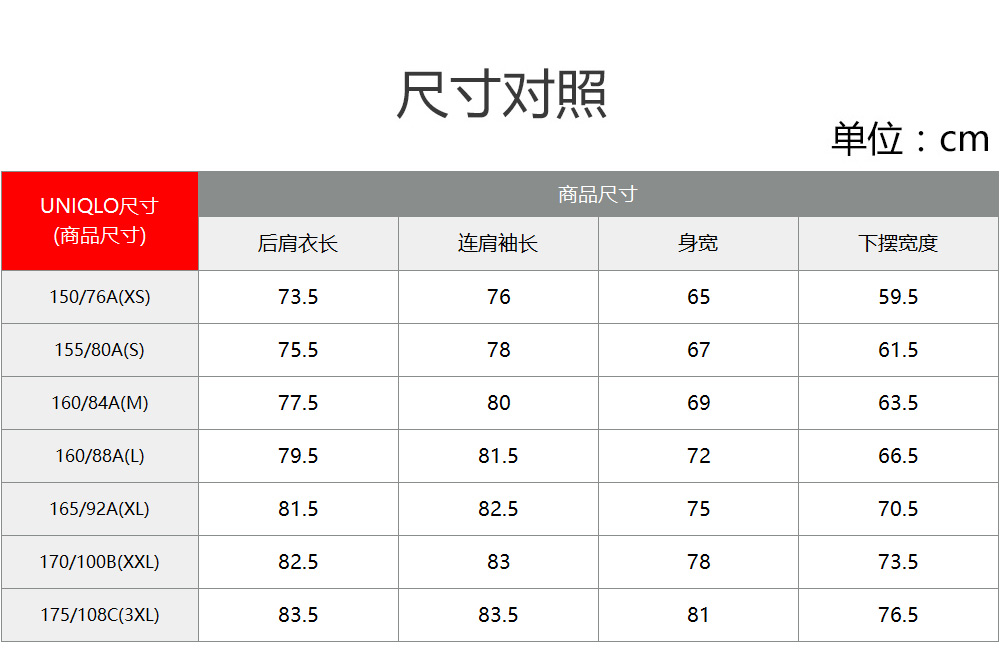 尺寸对照
单位：cm
UNIQLO尺寸
(商品尺寸)
商品尺寸
后肩衣长 连肩袖长 身宽 下摆宽度
150/76A(XS) 73.5 76 65 59.5
155/80A(S) 75.5 78 67 61.5
160/84A(M) 77.5 80 69 63.5
160/88A(L) 79.5 81.5 72 66.5
165/92A(XL) 81.5 82.5 75 70.5
170/100B(XXL) 82.5 83 78 73.5
175/108C(3XL) 83.5 83.5 81 76.5